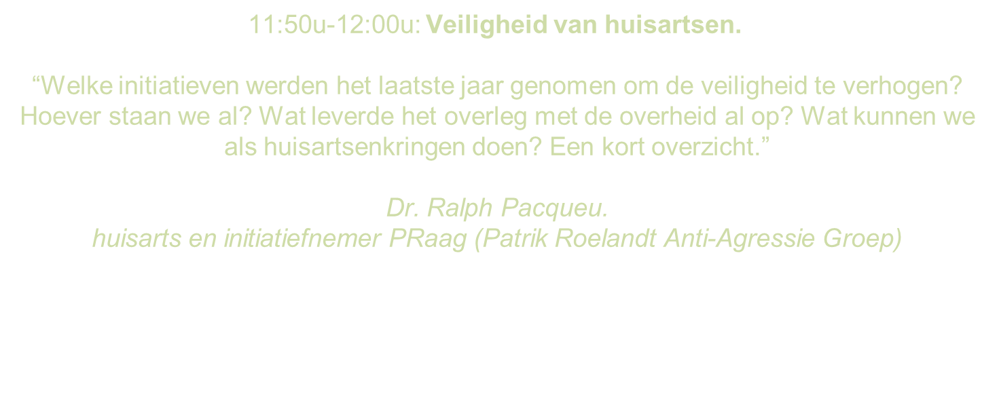 11:50u-12:00u: Veiligheid van huisartsen.
“Welke initiatieven werden het laatste jaar genomen om de veiligheid te verhogen?
Hoever staan we al? Wat leverde het overleg met de overheid al op? Wat kunnen we
als huisartsenkringen doen? Een kort overzicht.”
Dr. Ralph Pacqueu.
huisarts en initiatiefnemer PRaag (Patrik Roelandt Anti-Agressie Groep)